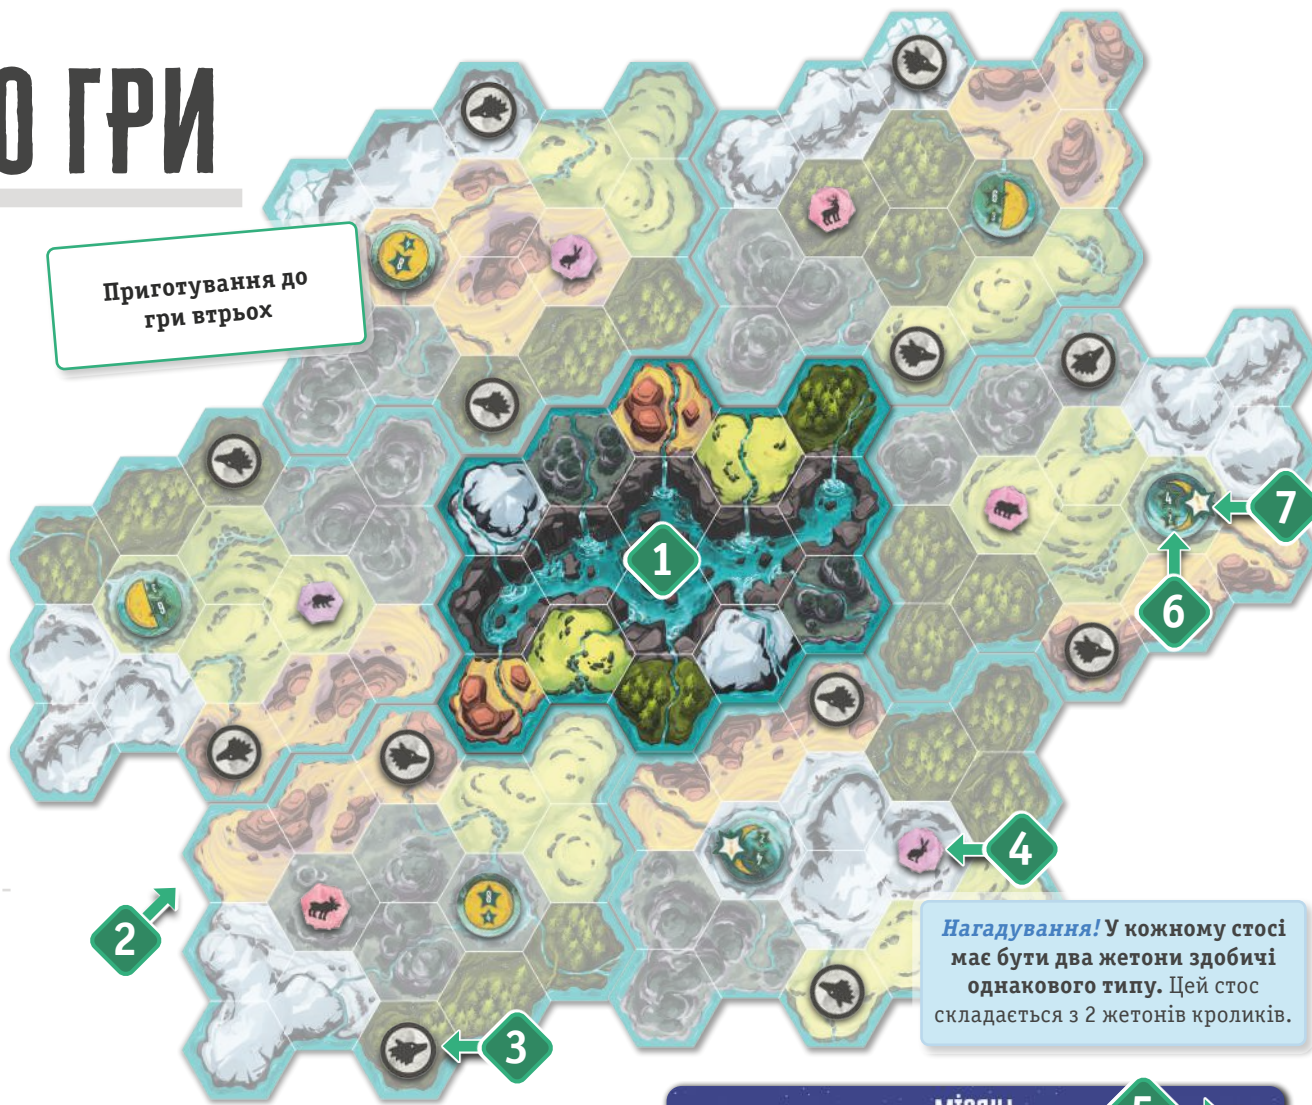 О ГРИ
Приготування до
гри втрьох
1
7
6
4
2
3
Нагадування! У кожному стосі
має бути два жетони здобичі
однакового типу. Цей стос
складається з 2 жетонів кроликів.
5